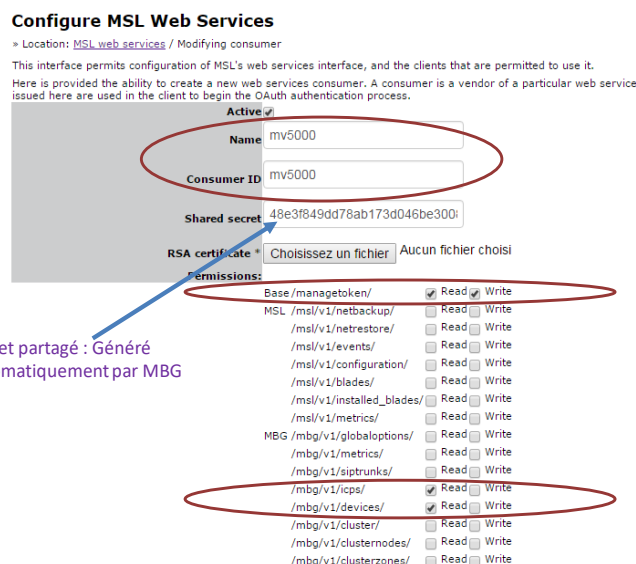 Configure MSL Web Services
» Location: MSL web services / Modifying consumer
This interface permits configuration of MSL's web services interface, and the clients that are permitted to use it.
Here is provided the ability to create a new web services consumer. A consumer is a vendor of a particular web service
issued here are used in the client to begin the OAuth authentication process.
Active
Name mv5000
Consumer ID mv5000
Shared secret 48e3f849dd78ab173d046be300
RSA certificate * Choisissez un fichier Aucun fichier choisi
Permissions:
Base /managetoken/ Read Write
MSL /msl/v1/netbackup/ Read Write
/msl/v1/netrestore/ Read Write
/msl/v1/events/ Read Write
et partagé : Généré
/msl/v1/configuration/ Read Write
matiquement par MBG
/msl/v1/blades/ Read Write
/msl/v1/installed_blades/ Read Write
/msl/v1/metrics/ Read Write
MBG /mbg/v1/globaloptions/ Read Write
/mbg/v1/metrics/ Read Write
/mbg/v1/siptrunks/ Read Write
/mbg/v1/icps/ Read Write
/mbg/v1/devices/ Read Write
/mbg/v1/cluster/ Read Write
/mbg/v1/clusternodes/ Read Write
/mbg/v1/clusterzones/ Read Write